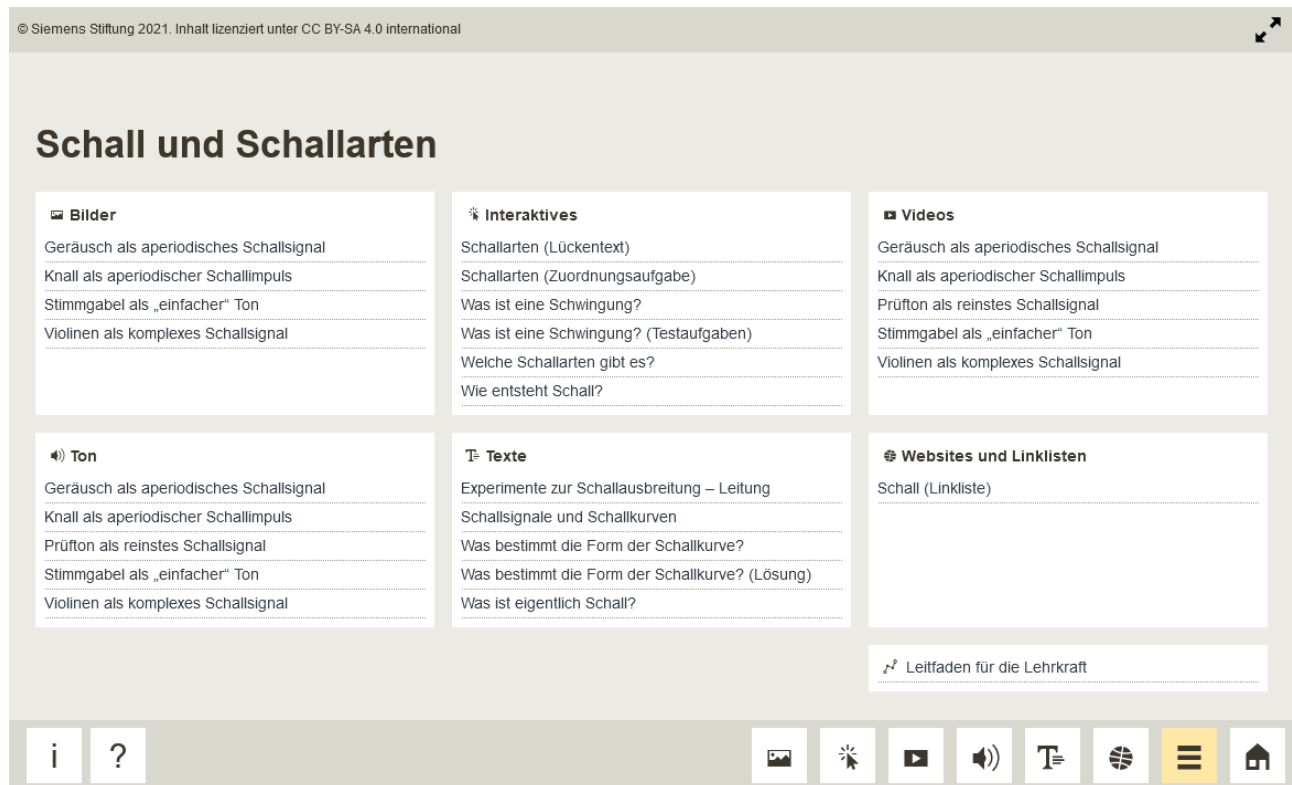 © Siemens Stiftung 2021. Inhalt lizenziert unter CC BY-SA 4.0 international
Schall und Schallarten
Bilder
Geräusch als aperiodisches Schallsignal
Knall als aperiodischer Schallimpuls
Stimmgabel als „einfacher“ Ton
Violinen als komplexes Schallsignal
Interaktives
Schallarten (Lückentext)
Schallarten (Zuordnungsaufgabe)
Was ist eine Schwingung?
Was ist eine Schwingung? (Testaufgaben)
Welche Schallarten gibt es?
Wie entsteht Schall?
Videos
Geräusch als aperiodisches Schallsignal
Knall als aperiodischer Schallimpuls
Prüfton als reinstes Schallsignal
Stimmgabel als „einfacher“ Ton
Violinen als komplexes Schallsignal
Ton
Geräusch als aperiodisches Schallsignal
Knall als aperiodischer Schallimpuls
Prüfton als reinstes Schallsignal
Stimmgabel als „einfacher“ Ton
Violinen als komplexes Schallsignal
Texte
Experimente zur Schallausbreitung – Leitung
Schallsignale und Schallkurven
Was bestimmt die Form der Schallkurve?
Was bestimmt die Form der Schallkurve? (Lösung)
Was ist eigentlich Schall?
Websites und Linklisten
Schall (Linkliste)
Leitfaden für die Lehrkraft
i ? T